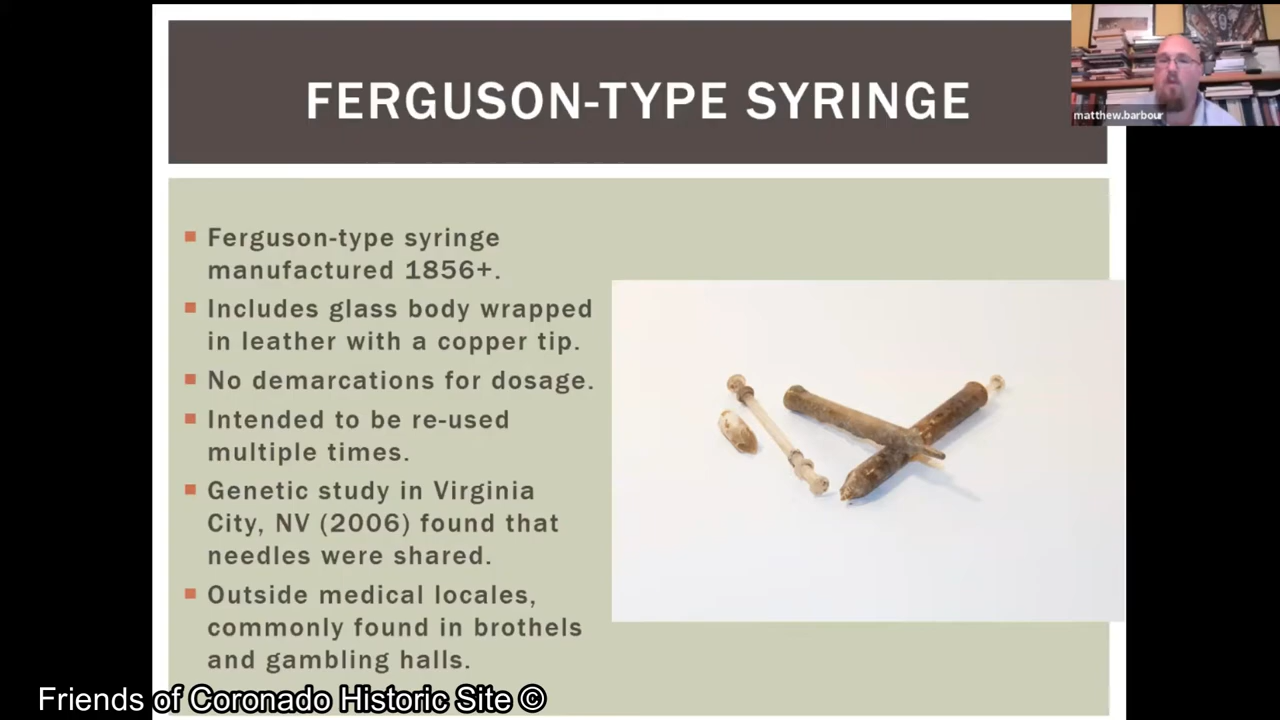 FERGUSON-TYPE SYRINGE
matthew.barbour
Ferguson-type syringe
manufactured 1856+.
Includes glass body wrapped
in leather with a copper tip.
No demarcations for dosage.
Intended to be re-used
multiple times.
Genetic study in Virginia
City, NV (2006) found that
needles were shared.
Outside medical locales,
commonly found in brothels
and gambling halls.
Friends of Coronado Historic Site ©